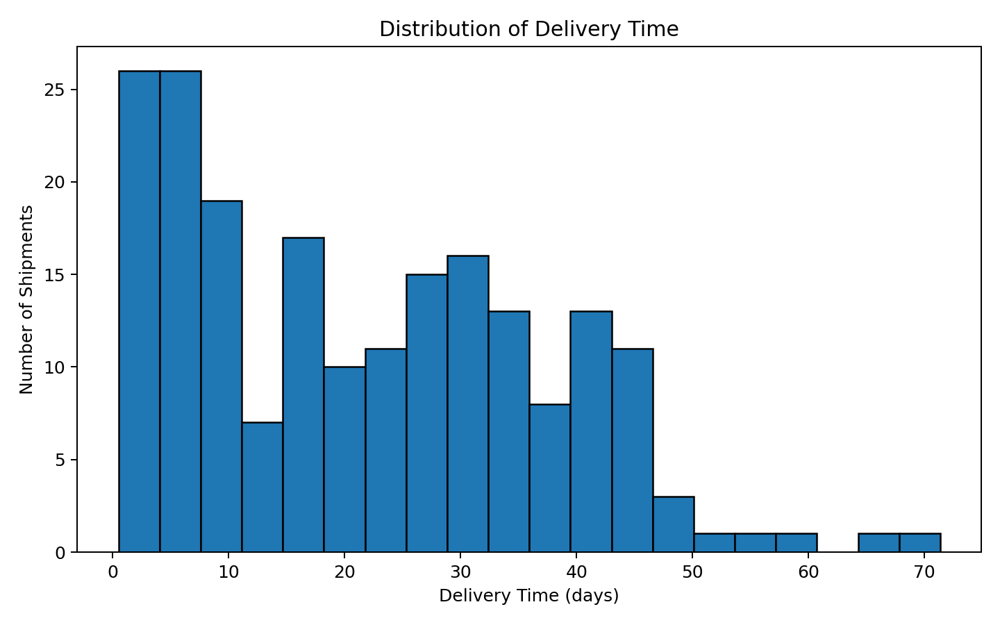 Distribution of Delivery Time
Number of Shipments
25
20
15
10
5
0
0 10 20 30 40 50 60 70
Delivery Time (days)